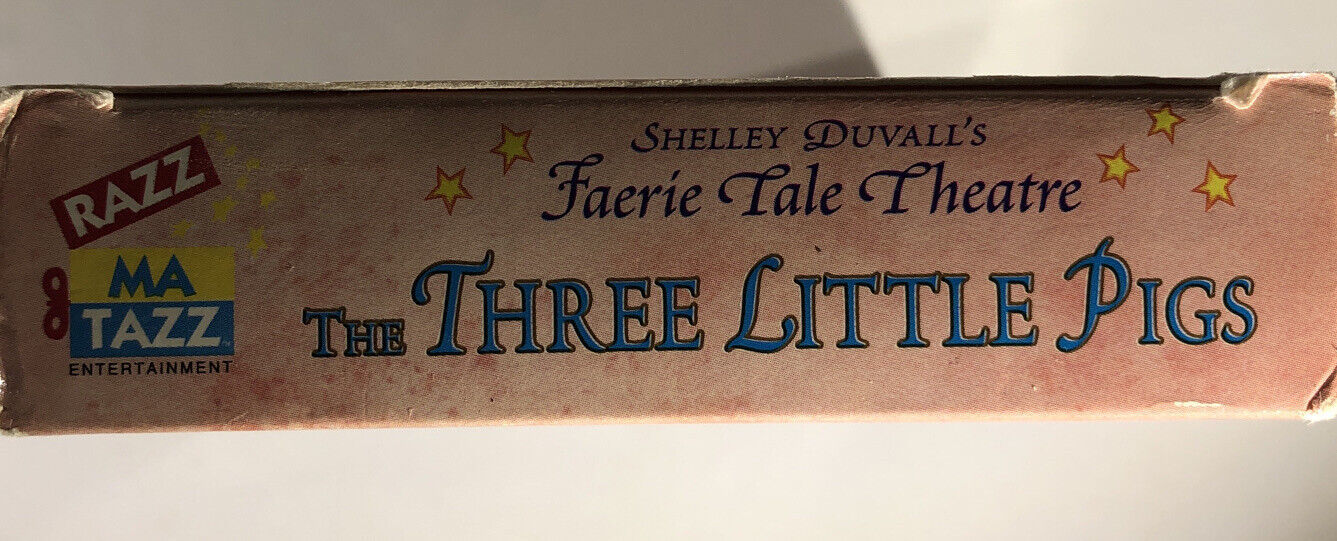 RAZZ
MA
TAZZ
ENTERTAINMENT
SHELLEY DUVALL'S
Faerie Tale Theatre
THE THREE LITTLE PIGS